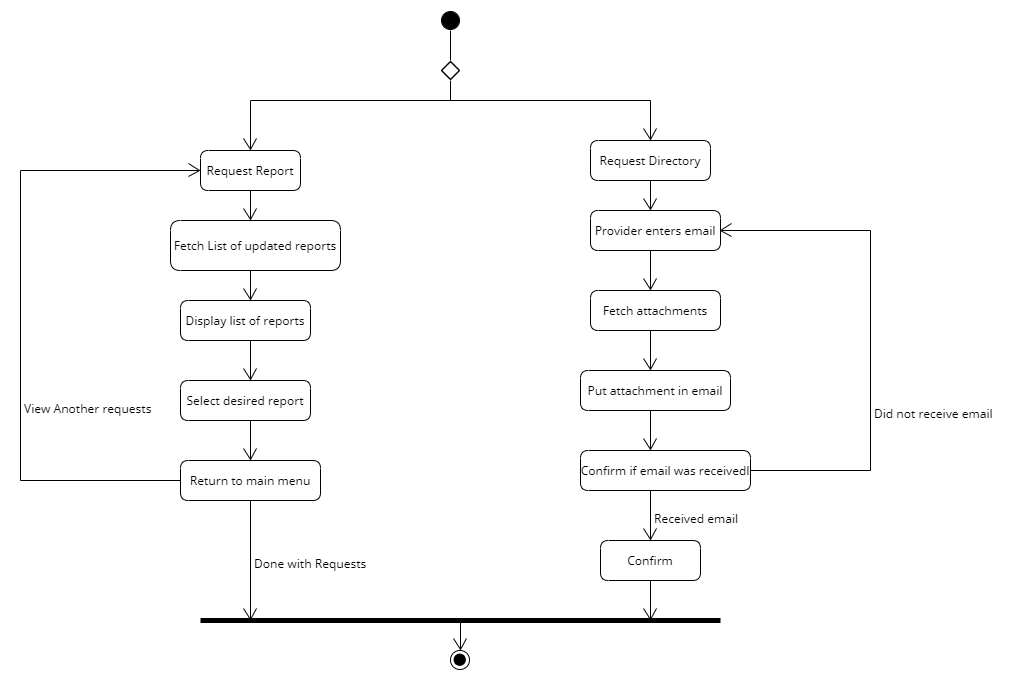 Request Report
Fetch List of updated reports
Display list of reports
Select desired report
View Another requests
Return to main menu
Done with Requests
Request Directory
Provider enters email
Fetch attachments
Put attachment in email
Did not receive email
Confirm if email was receivedl
Received email
Confirm